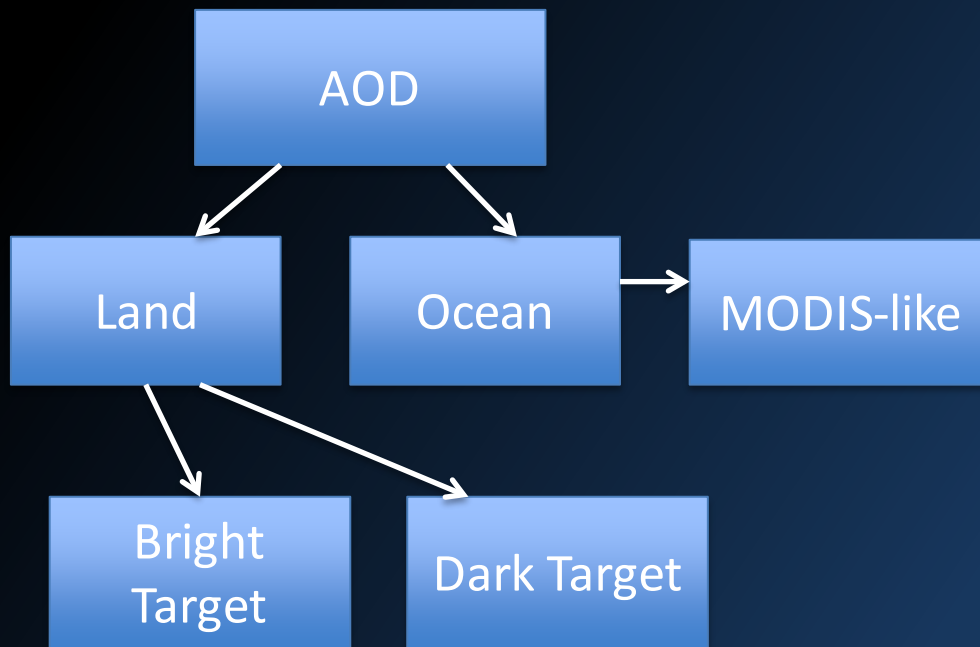 AOD
Land
Ocean
MODIS-like
Bright
Target
Dark Target